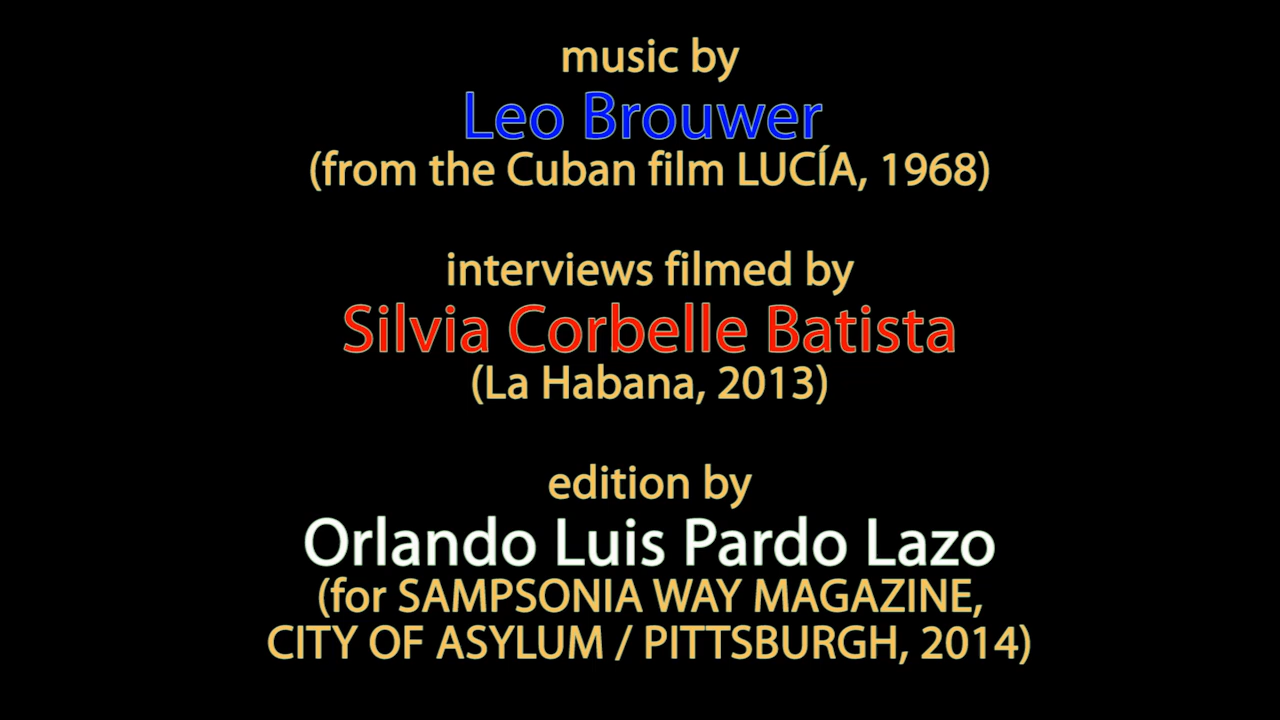 music by
Leo Brouwer
(from the Cuban film LUCÍA, 1968)
interviews filmed by
Silvia Corbelle Batista
(La Habana, 2013)
edition by
Orlando Luis Pardo Lazo
(for SAMPSONIA WAY MAGAZINE,
CITY OF ASYLUM / PITTSBURGH, 2014)